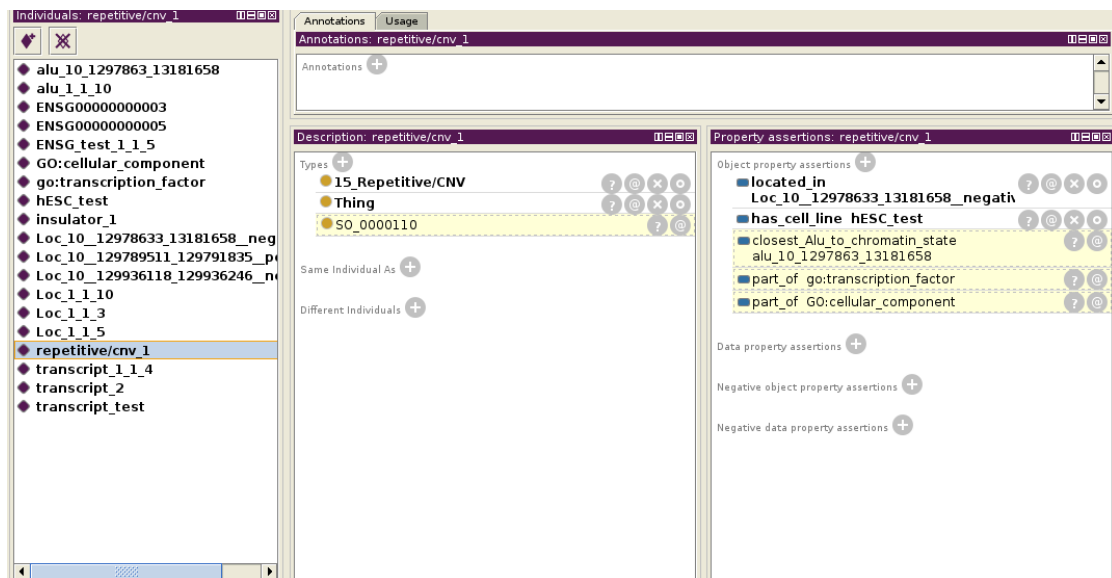 Individuals: repetitive/cnv_1
alu_10_1297863_13181658
alu_1_1_10
ENSG00000000003
ENSG00000000005
ENSG_test_1_1_5
GO:cellular_component
go:transcription_factor
hESC_test
insulator_1
Loc_10__12978633_13181658__neg
Loc_10__129789511_129791835__p
Loc_10_129936118_129936246__n
Loc_1_1_10
Loc_1_1_3
Loc_1_1_5
repetitive/cnv_1
transcript_1_1_4
transcript_2
transcript_test
Annotations Usage
Annotations: repetitive/cnv_1
Annotations
Description: repetitive/cnv_1
Types
15_Repetitive/CNV
Thing
SO_0000110
Same Individual As
Different Individuals
Property assertions: repetitive/cnv_1
Object property assertions
located_in
Loc_10__12978633_13181658__negativ
has_cell_line hESC_test
closest_Alu_to_chromatin_state
alu_10_1297863_13181658
part_of go:transcription_factor
part_of GO:cellular_component
Data property assertions
Negative object property assertions
Negative data property assertions